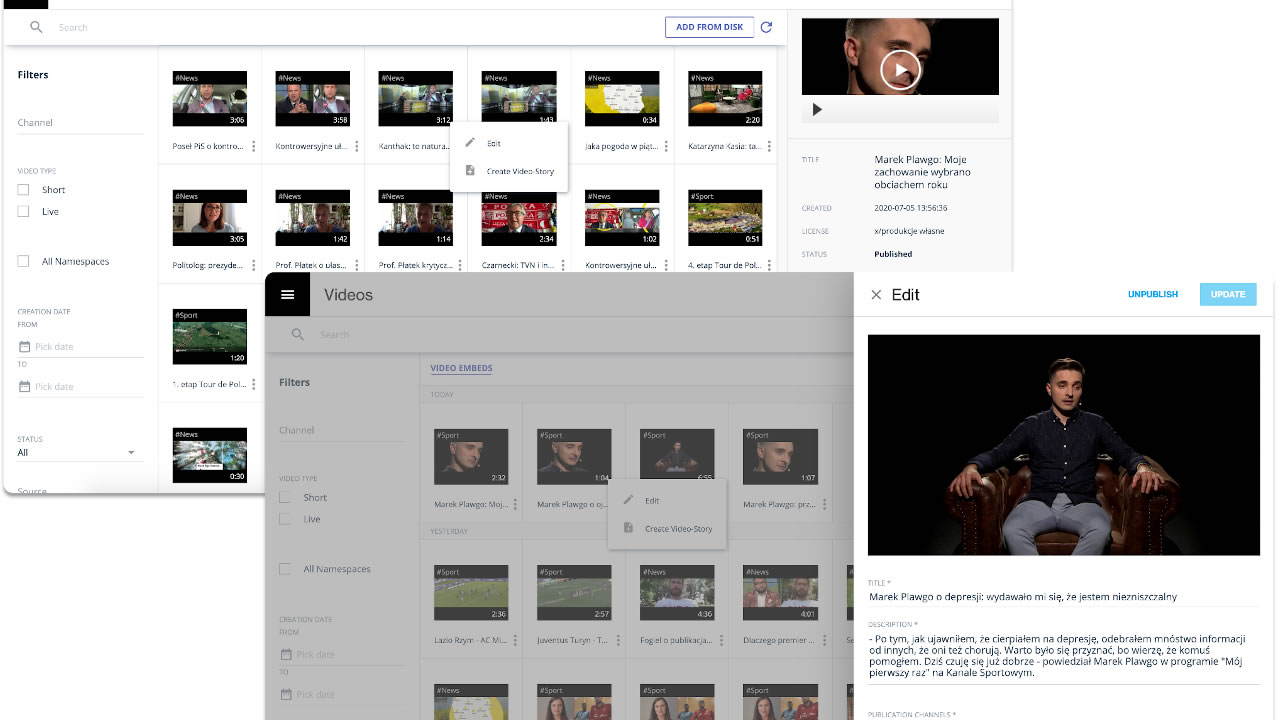 Search
ADD FROM DISK
Filters
Channel
VIDEO TYPE
Short
Live
All Namespaces
CREATION DATE
FROM
Pick date
TO
Pick date
STATUS
All
Source
#News #News #News #News #News #News
3:06 3:58 3:12 1:43 0:34 2:20
Poseł PiS o kontro... Kontrowersyjne uł... Kanthak: to natura... Jaka pogoda w piąt... Katarzyna Kasia: ta...
Edit
Create Video-Story
#News #News #News #News #News #Sport
3:05 1:42 1:14 2:34 1:02 0:51
Politolog: prezyde... Prof. Płatek o ułas... Prof. Płatek krytycz... Czarnecki: TVN i in... Kontrowersyjne uł... 4. etap Tour de Pol...
#Sport
1:20
1. etap Tour de Pol...
#News
0:30
TITLE
Marek Plawgo: Moje
zachowanie wybrano
obciachem roku
CREATED 2020-07-05 13:56:36
LICENSE x/produkcje własne
STATUS Published
Videos
Search
Filters
Channel
VIDEO TYPE
Short
Live
All Namespaces
CREATION DATE
FROM
Pick date
TO
Pick date
VIDEO EMBEDS
TODAY
#Sport #Sport #Sport #Sport
2:32 1:04 6:55 1:07
Marek Plawgo: Moj... Marek Plawgo o oj... Marek Plawgo: prz...
Edit
Create Video-Story
YESTERDAY
#Sport #Sport #News #News
2:36 2:57 4:36 4:01
Lazio Rzym - AC Mi... Juventus Turyn - T... Fogiel o publikacja... Dlaczego premier ... Se
#News #Sport #Sport #Sport
Edit
UNPUBLISH
UPDATE
TITLE *
Marek Plawgo o depresji: wydawało mi się, że jestem niezniszczalny
DESCRIPTION *
- Po tym, jak ujawniłem, że cierpiałem na depresję, odebrałem mnóstwo informacji
od innych, że oni też chorują. Warto było się przyznać, bo wierzę, że komuś
pomogłem. Dziś czuję się już dobrze - powiedział Marek Plawgo w programie "Mój
pierwszy raz" na Kanale Sportowym.
PUBLICATION CHANNELS *